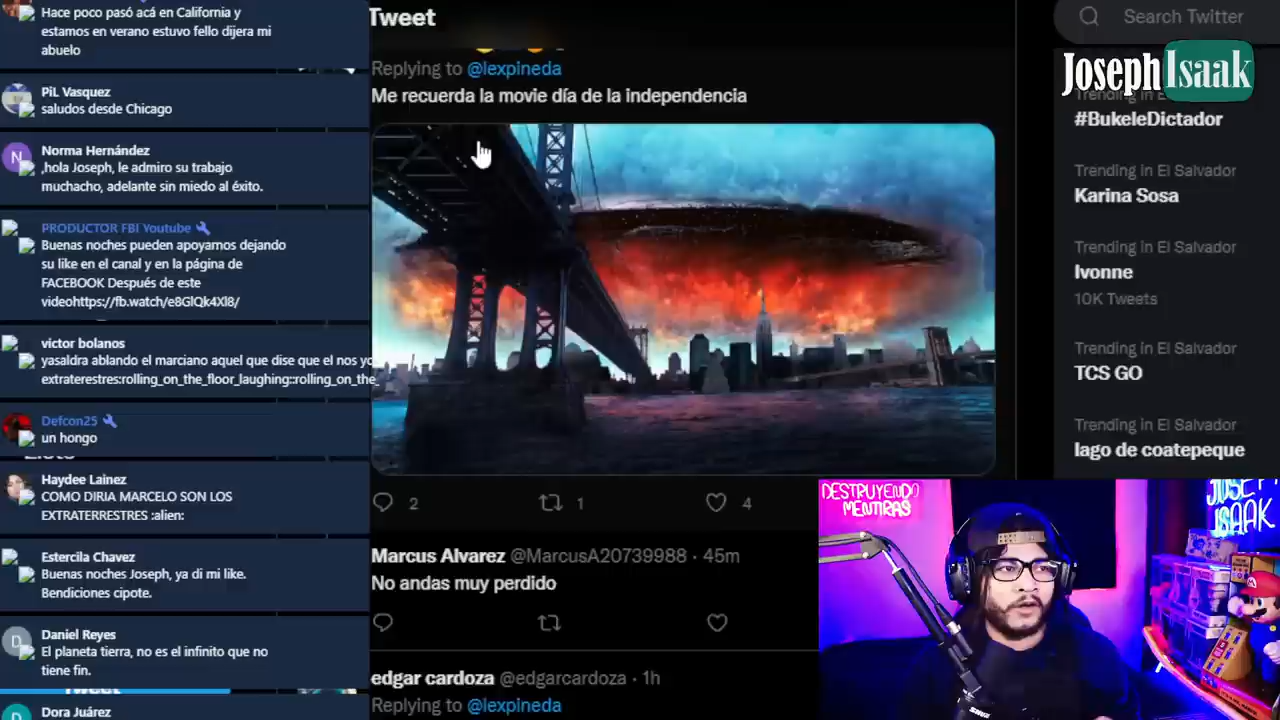 Hace poco pasó acá en California y
estamos en verano estuvo fello dijera mi
abuelo
PiL Vasquez
saludos desde Chicago
N
Norma Hernández
,hola Joseph, le admiro su trabajo
muchacho, adelante sin miedo al éxito.
PRODUCTOR FBI Youtube
Buenas noches pueden apoyarnos dejando
su like en el canal y en la página de
FACEBOOK Después de este
videohttps://fb.watch/e8GlQk4Xl8/
victor bolanos
yasaldra ablando el marciano aquel que dise que el nos yo
extraterestres:rolling_on_the_floor_laughing::rolling_on_the_
Defcon25
un hongo
Haydee Lainez
COMO DIRIA MARCELO SON LOS
EXTRATERRESTRES :alien:
Estercila Chavez
Buenas noches Joseph, ya di mi like.
Bendiciones cipote.
D
Daniel Reyes
El planeta tierra, no es el infinito que no
tiene fin.
Tweet
D
Dora Juárez
Tweet
Replying to @lexpineda
Me recuerda la movie día de la independencia
2
1
4
Marcus Alvarez @MarcusA20739988 · 45m
No andas muy perdido
edgar cardoza @edgarcardoza · 1h
Replying to @lexpineda
Search Twitter
JosephIsaak
Trending in E
#BukeleDictador
Trending in El Salvador
Karina Sosa
Trending in El Salvador
Ivonne
10K Tweets
Trending in El Salvador
TCS GO
Trending in El Salvador
lago de coatepeque
DESTRUYENDO
MENTIRAS
JOSEPH
ISAAK